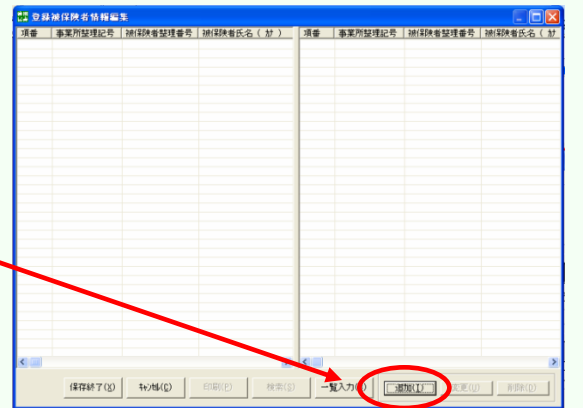 登録被保険者情報編集
項番 事業所整理記号 被保険者整理番号 被保険者氏名 ( ｶﾅ ) 項番 事業所整理記号 被保険者整理番号 被保険者氏名 ( ｶﾅ
保存終了(X) ｷｬﾝｾﾙ(C) 印刷(P) 検索(S) 一覧入力( ) 追加(I) 変更(U) 削除(D)